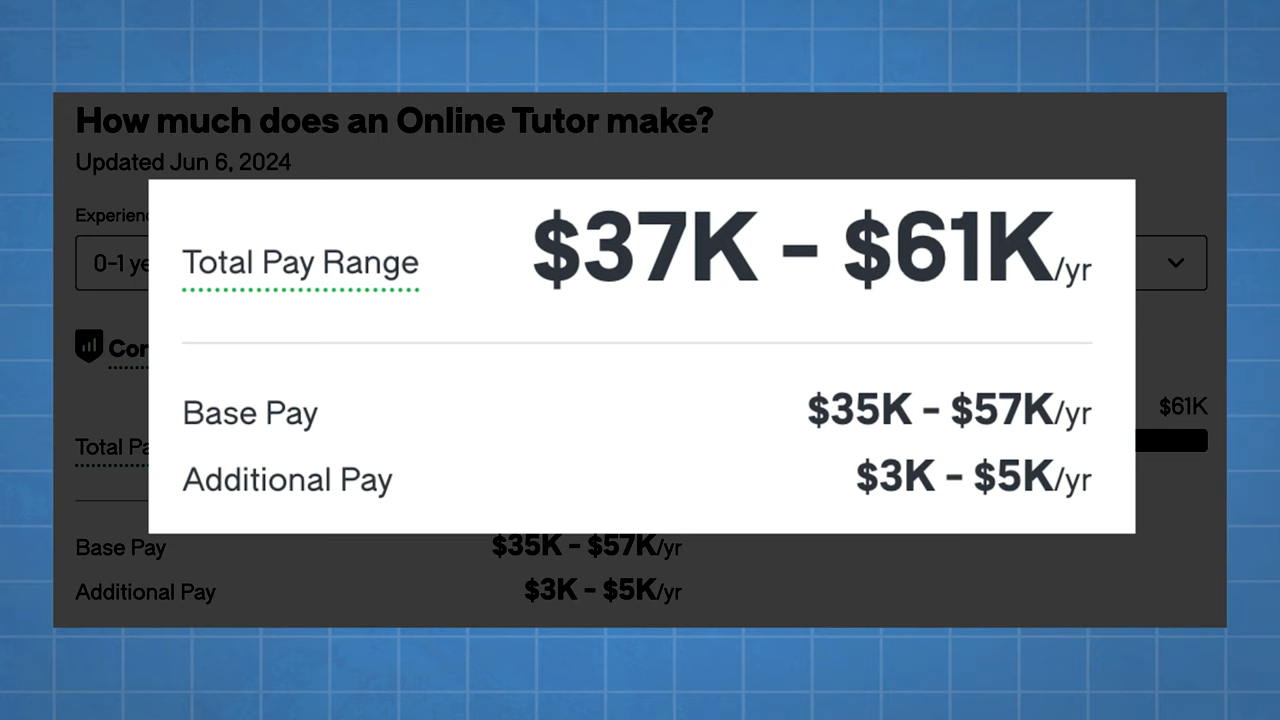 How much does an Online Tutor make?
Updated Jun 6, 2024
Total Pay Range $37K - $61K/yr
Base Pay $35K - $57K/yr
Additional Pay $3K - $5K/yr
$61K
Base Pay $35K - $57K/yr
Additional Pay $3K - $5K/yr